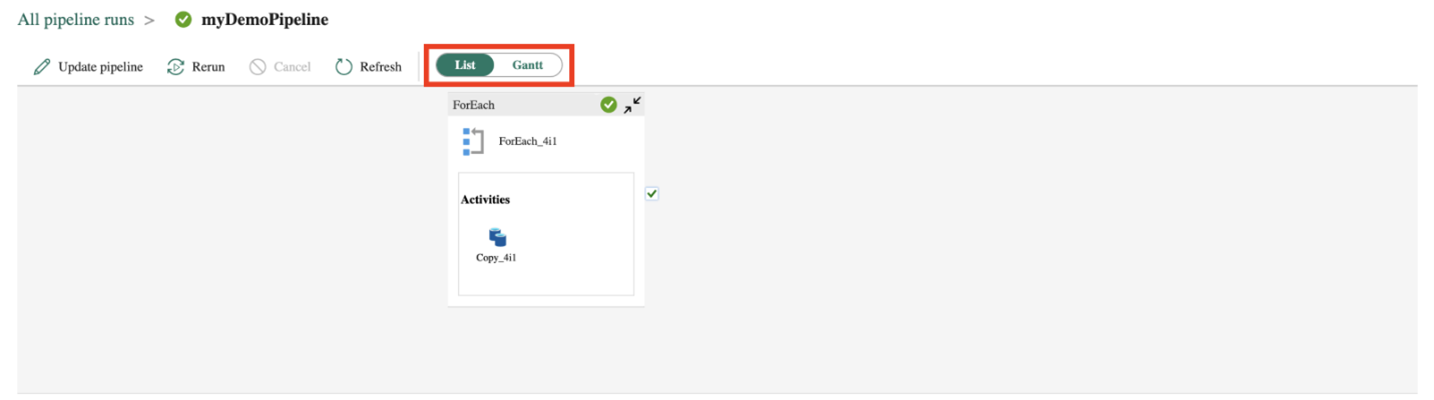 All pipeline runs > myDemoPipeline
Update pipeline Rerun Cancel Refresh List Gantt
ForEach
ForEach_4i1
Activities
Copy_4i1